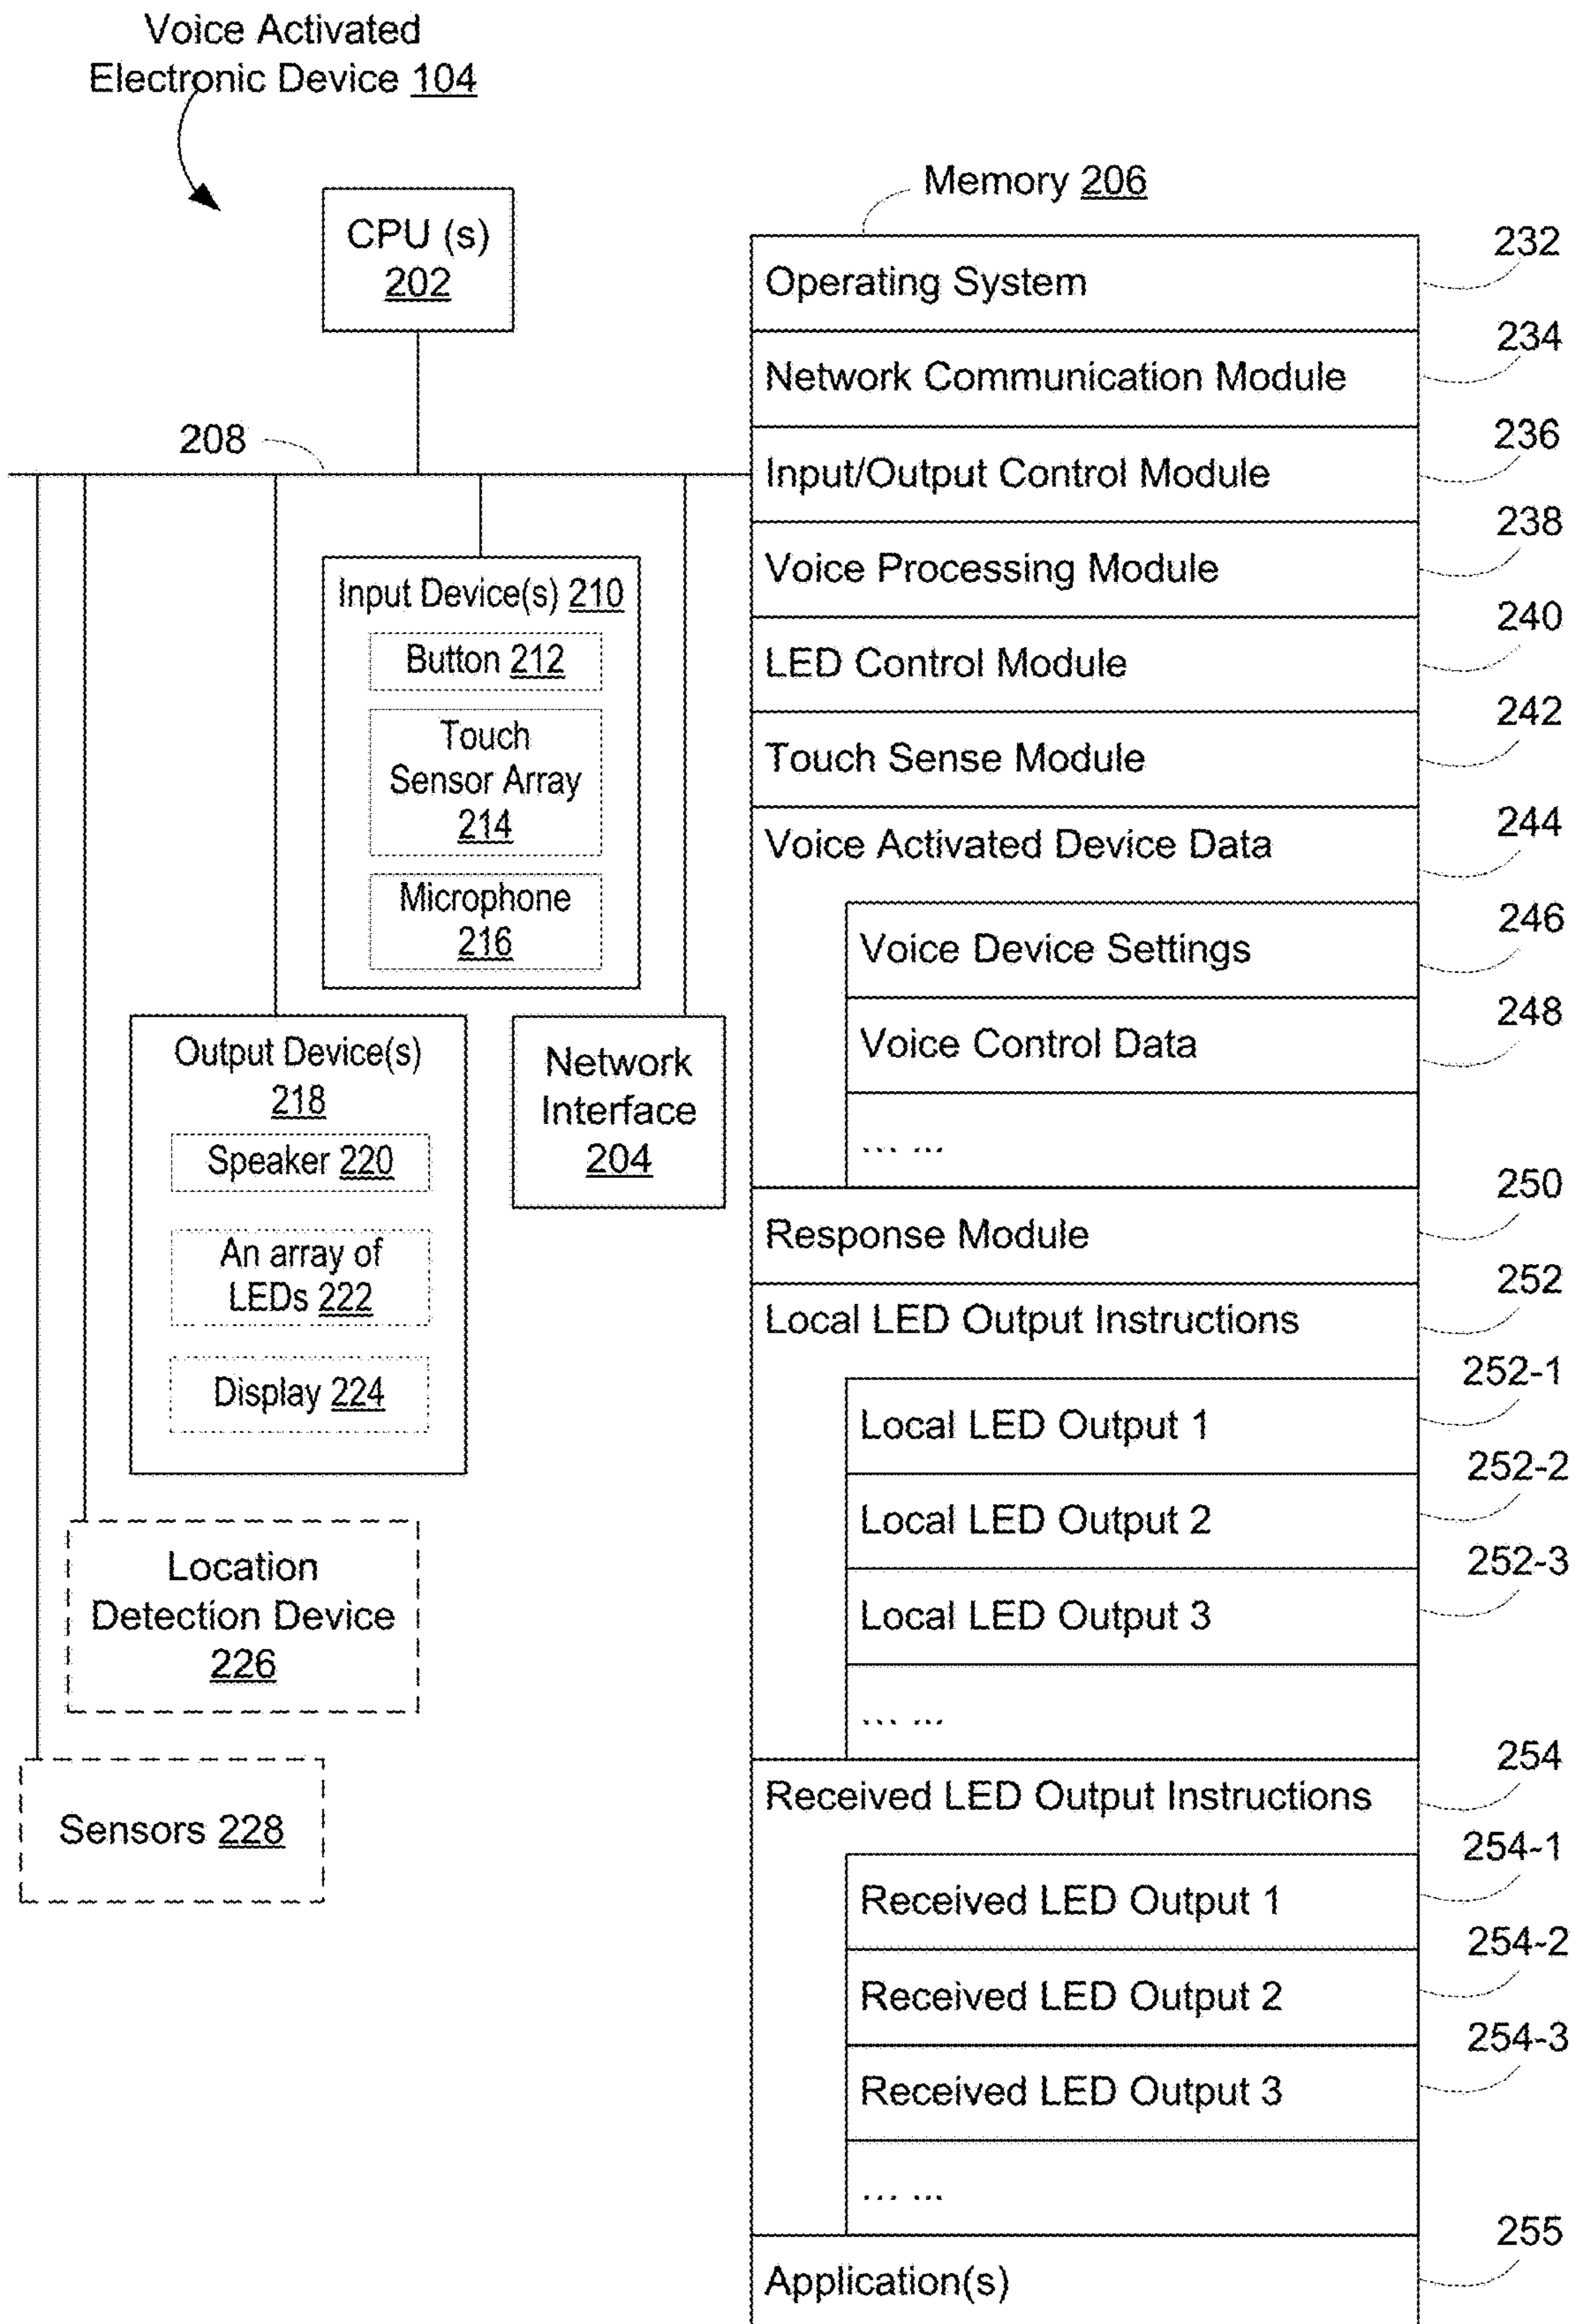 Voice Activated
Electronic Device 104
CPU (s)
202
208
Input Device(s) 210
Button 212
Touch
Sensor Array
214
Microphone
216
Output Device(s)
218
Speaker 220
An array of
LEDs 222
Display 224
Network
Interface
204
Location
Detection Device
226
Sensors 228
Memory 206
Operating System
232
Network Communication Module
234
Input/Output Control Module
236
Voice Processing Module
238
LED Control Module
240
Touch Sense Module
242
Voice Activated Device Data
244
Voice Device Settings
246
Voice Control Data
248
... ...
Response Module
250
Local LED Output Instructions
252
Local LED Output 1
252-1
Local LED Output 2
252-2
Local LED Output 3
252-3
... ...
Received LED Output Instructions
254
Received LED Output 1
254-1
Received LED Output 2
254-2
Received LED Output 3
254-3
... ...
Application(s)
255